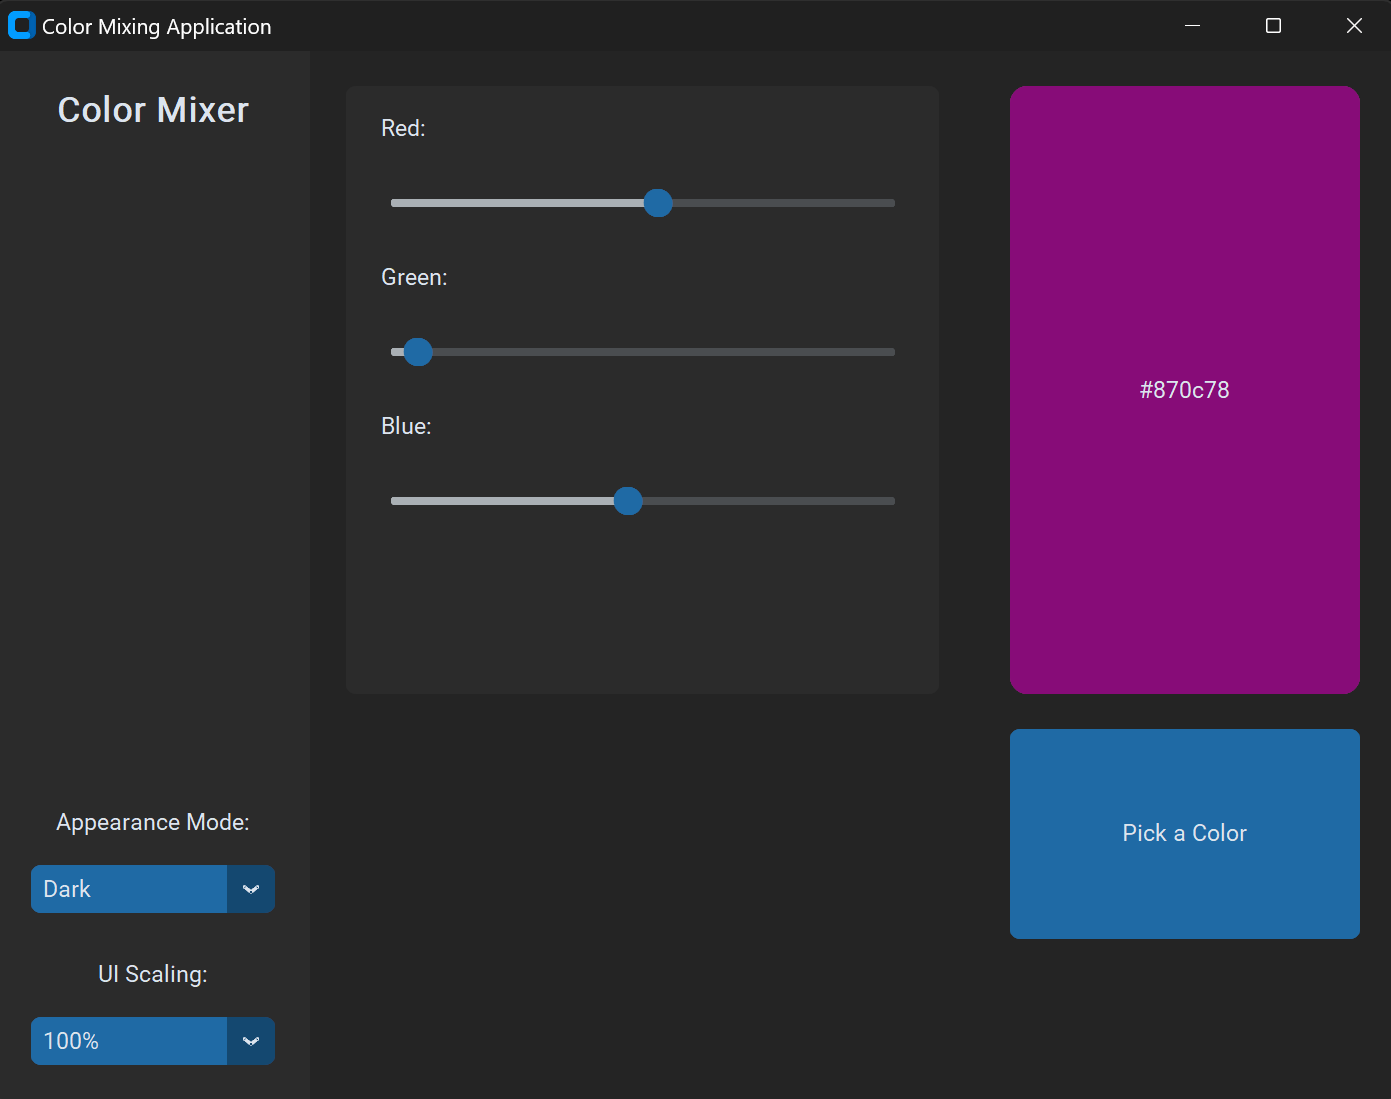 Color Mixing Application
Color Mixer
Red:
Green:
Blue:
#870c78
Pick a Color
Appearance Mode:
Dark
UI Scaling:
100%